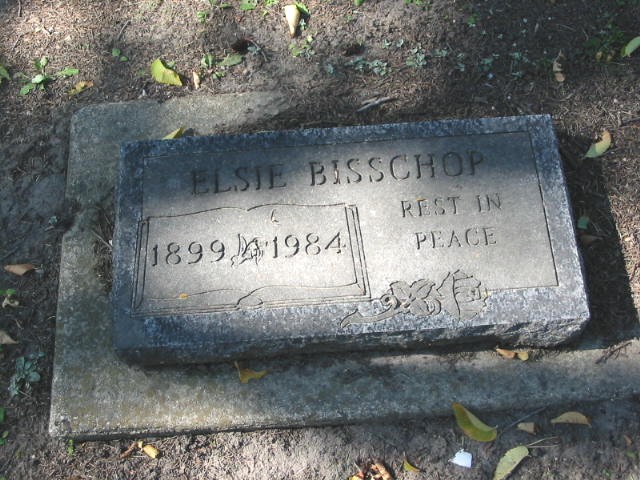 ELSIE BISSCHOP
1899 1984
REST IN
PEACE